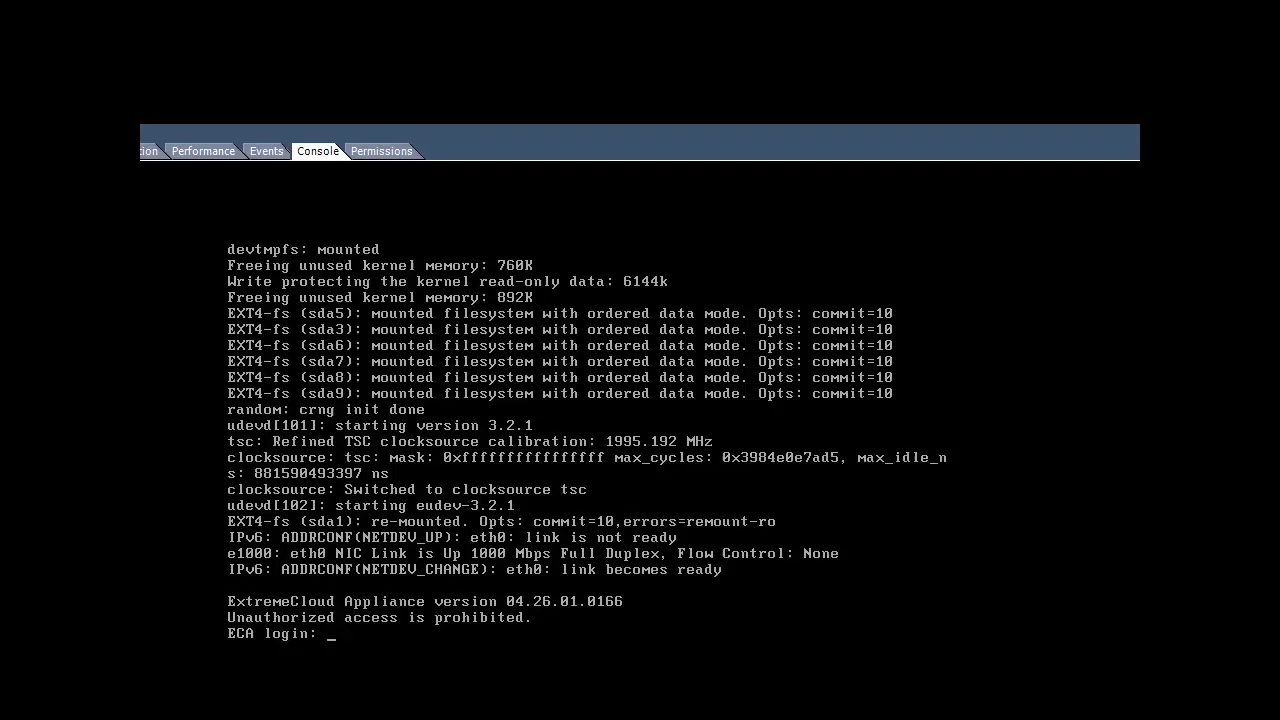 tion Performance Events Console Permissions
devtmpfs: mounted
Freeing unused kernel memory: 760K
Write protecting the kernel read-only data: 6144k
Freeing unused kernel memory: 892K
EXT4-fs (sda5): mounted filesystem with ordered data mode. Opts: commit=10
EXT4-fs (sda3): mounted filesystem with ordered data mode. Opts: commit=10
EXT4-fs (sda6): mounted filesystem with ordered data mode. Opts: commit=10
EXT4-fs (sda7): mounted filesystem with ordered data mode. Opts: commit=10
EXT4-fs (sda8): mounted filesystem with ordered data mode. Opts: commit=10
EXT4-fs (sda9): mounted filesystem with ordered data mode. Opts: commit=10
random: crng init done
udevd[101]: starting version 3.2.1
tsc: Refined TSC clocksource calibration: 1995.192 MHz
clocksource: tsc: mask: 0xffffffffffffffff max_cycles: 0x3984e0e7ad5, max_idle_n
s: 881590493397 ns
clocksource: Switched to clocksource tsc
udevd[102]: starting eudev-3.2.1
EXT4-fs (sda1): re-mounted. Opts: commit=10,errors=remount-ro
IPv6: ADDRCONF(NETDEV_UP): eth0: link is not ready
e1000: eth0 NIC Link is Up 1000 Mbps Full Duplex, Flow Control: None
IPv6: ADDRCONF(NETDEV_CHANGE): eth0: link becomes ready
ExtremeCloud Appliance version 04.26.01.0166
Unauthorized access is prohibited.
ECA login: _